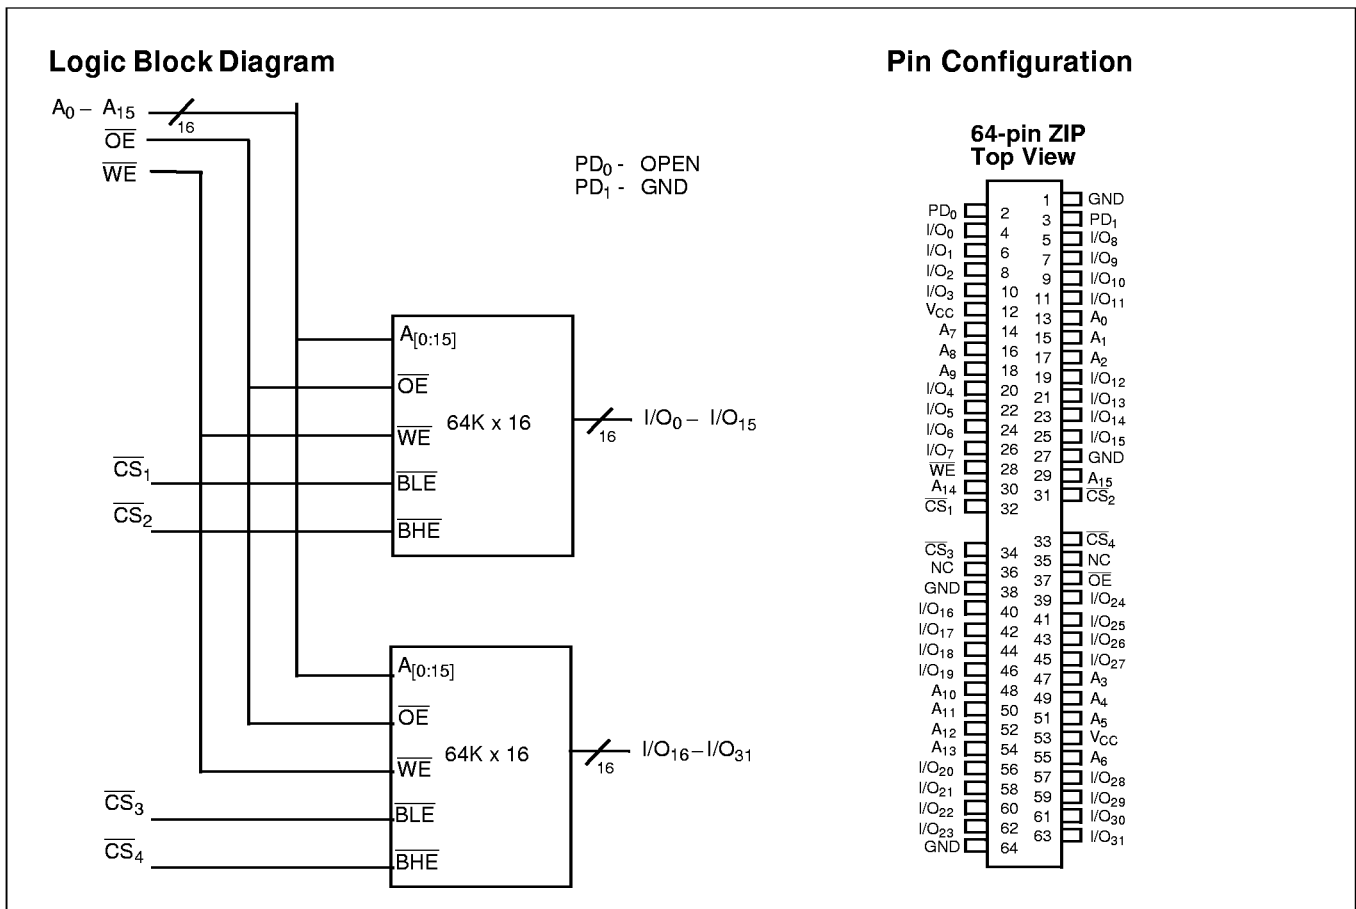 Logic Block Diagram
A0 – A15
16
OE
WE
PD0 - OPEN
PD1 - GND
A[0:15]
OE
64K x 16
WE
BLE
BHE
CS1
CS2
16
I/O0 – I/O15
A[0:15]
OE
64K x 16
WE
BLE
BHE
CS3
CS4
16
I/O16 – I/O31
Pin Configuration
64-pin ZIP
Top View
1 GND
PD0 2
3 PD1
I/O0 4
5 I/O8
I/O1 6
7 I/O9
I/O2 8
9 I/O10
I/O3 10
11 I/O11
VCC 12
13 A0
A7 14
15 A1
A8 16
17 A2
A9 18
19 I/O12
I/O4 20
21 I/O13
I/O5 22
23 I/O14
I/O6 24
25 I/O15
I/O7 26
27 GND
WE 28
29 A15
A14 30
31 CS2
CS1 32
33 CS4
CS3 34
35 NC
NC 36
37 OE
GND 38
39 I/O24
I/O16 40
41 I/O25
I/O17 42
43 I/O26
I/O18 44
45 I/O27
I/O19 46
47 A3
A10 48
49 A4
A11 50
51 A5
A12 52
53 VCC
A13 54
55 A6
I/O20 56
57 I/O28
I/O21 58
59 I/O29
I/O22 60
61 I/O30
I/O23 62
63 I/O31
GND 64